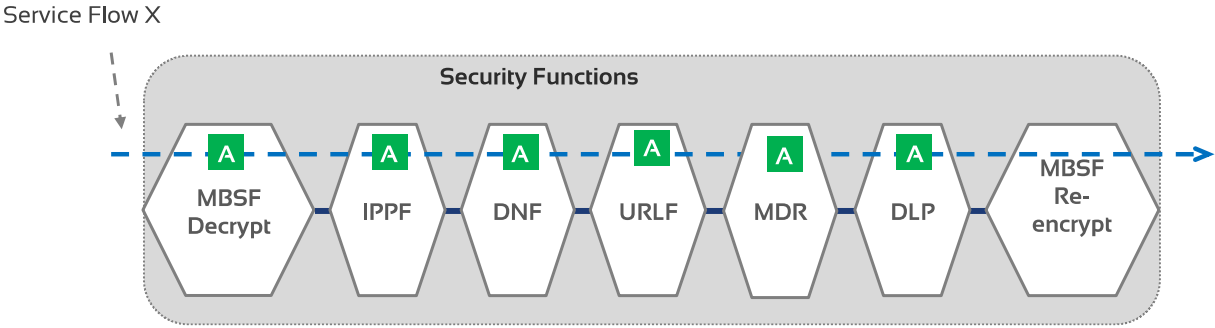 Service Flow X
Security Functions
A A A A A A
MBSF
Decrypt
IPPF
DNF
URLF
MDR
DLP
MBSF
Re-
encrypt